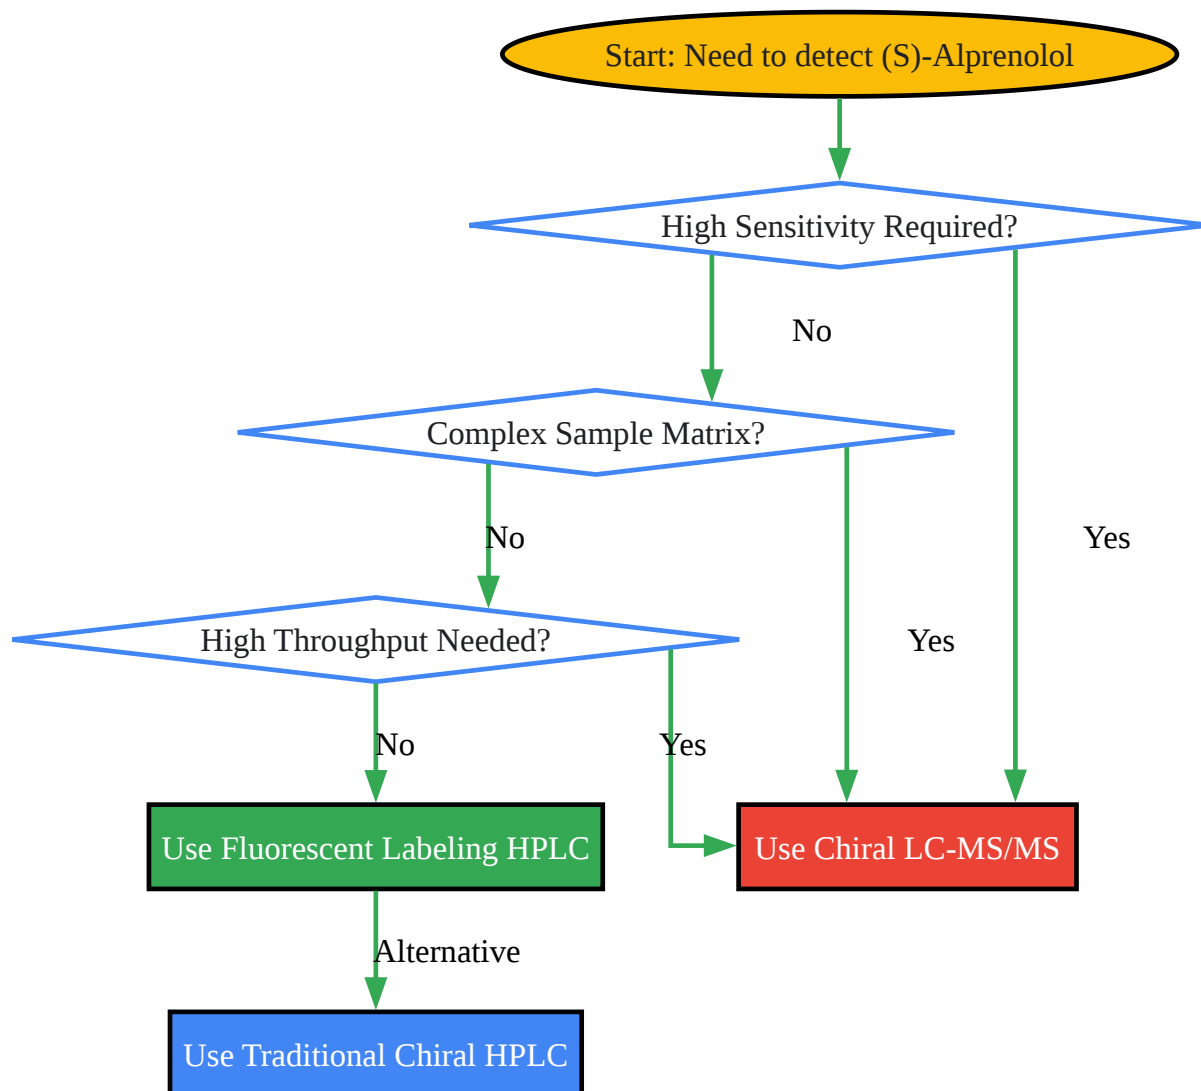 Start: Need to detect (S)-Alprenolol
High Sensitivity Required?
No
Complex Sample Matrix?
No
Yes
High Throughput Needed?
Yes
No
Yes
Use Fluorescent Labeling HPLC
Use Chiral LC-MS/MS
Alternative
Use Traditional Chiral HPLC